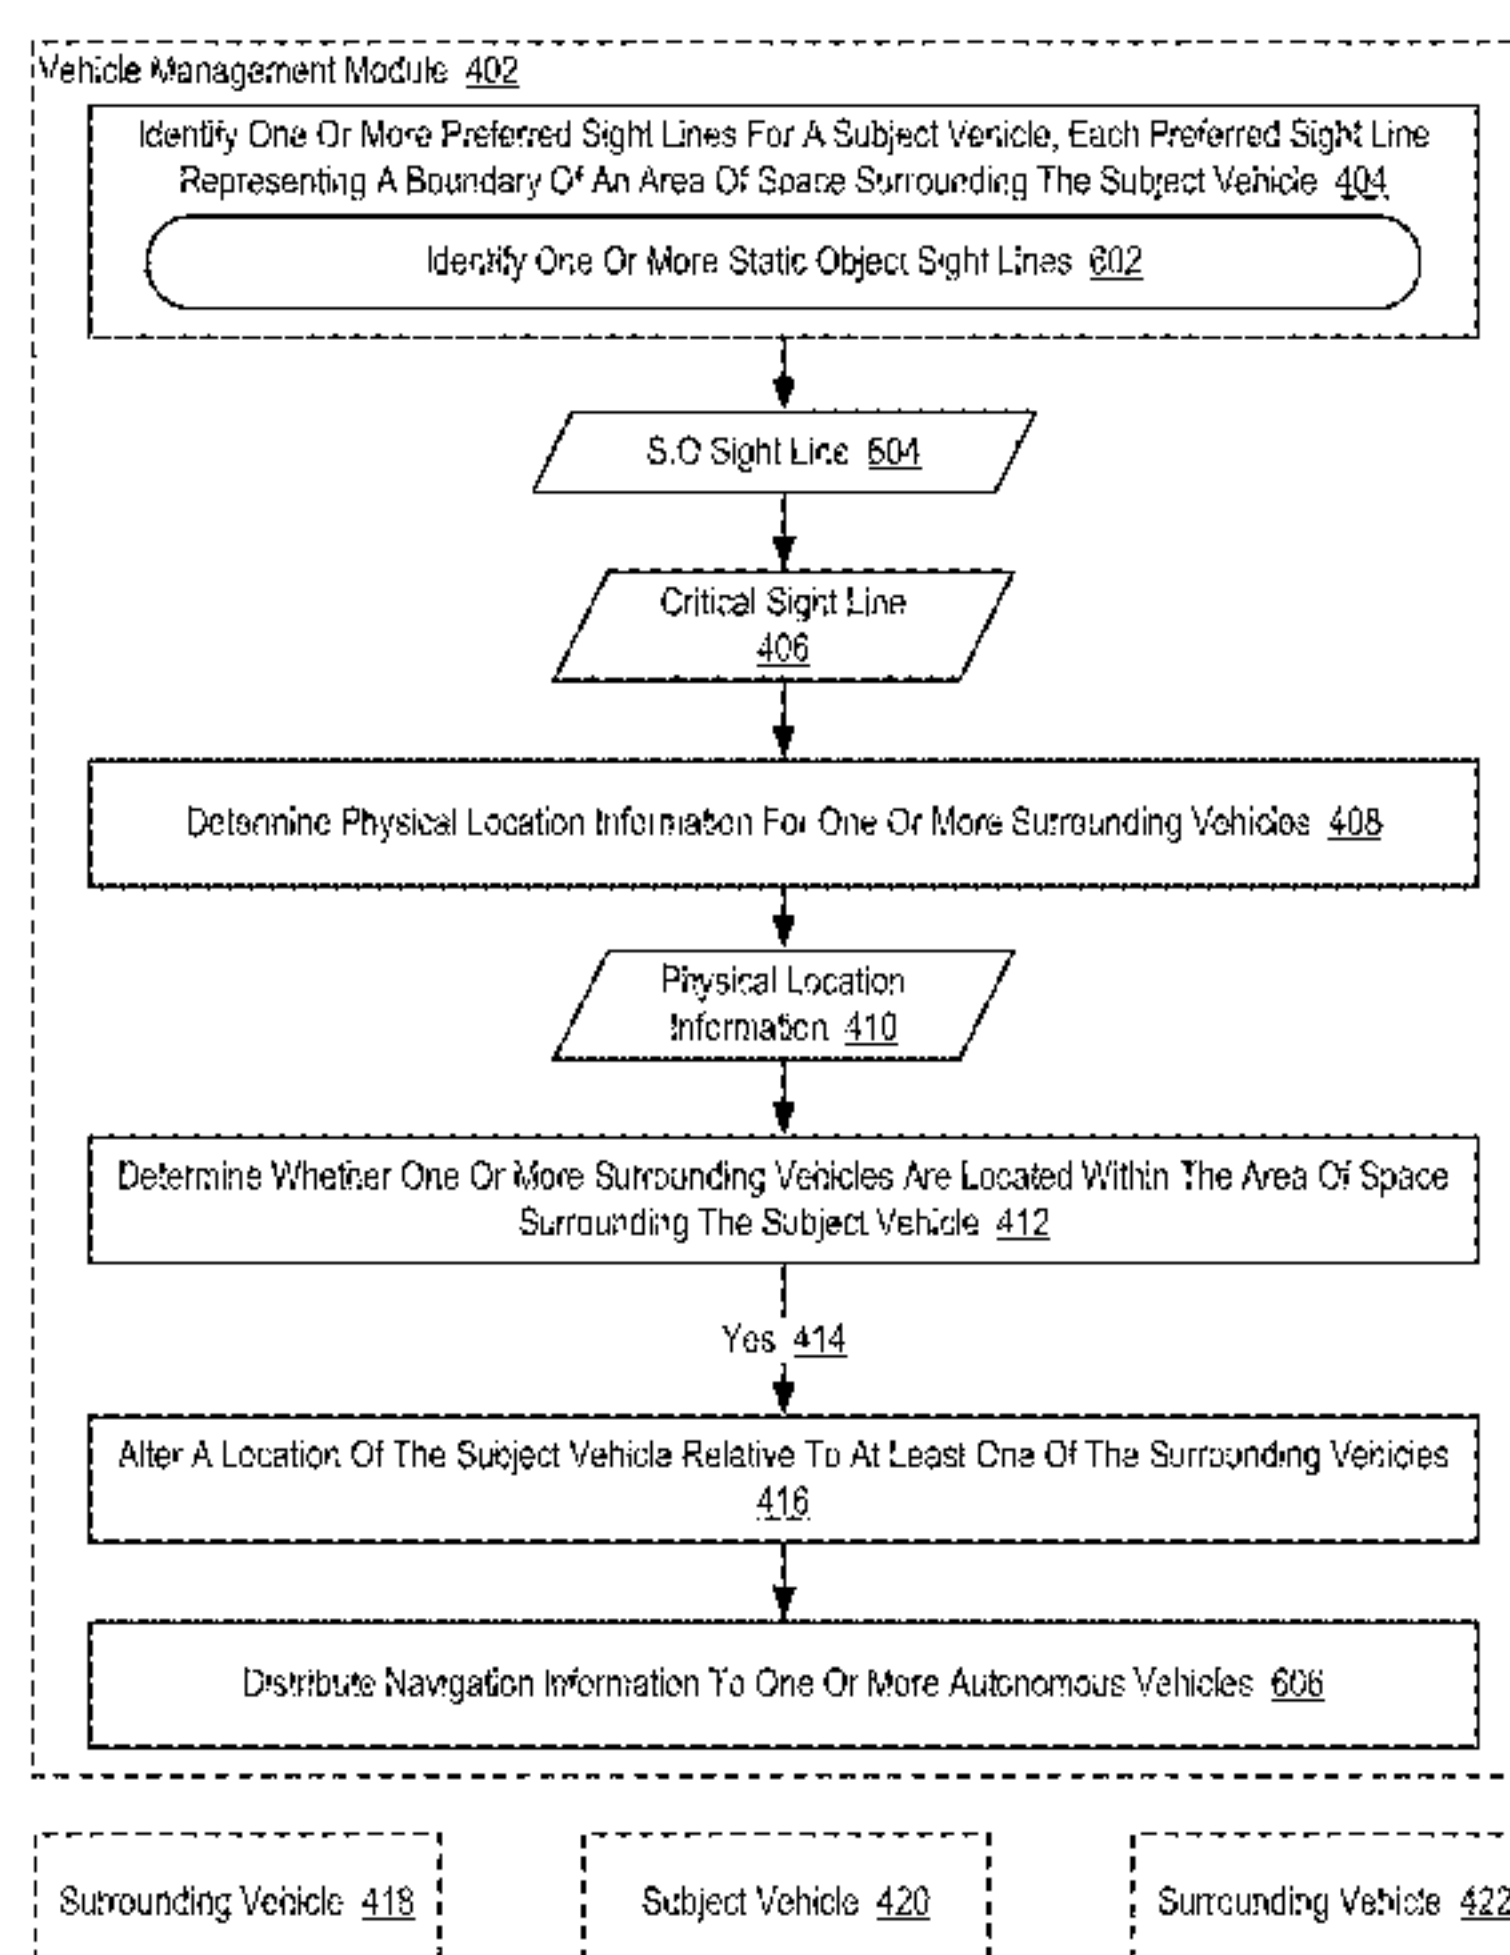 Vehicle Management Module 402
Identify One Or More Preferred Sight Lines For A Subject Vehicle, Each Preferred Sight Line
Representing A Boundary Of An Area Of Space Surrounding The Subject Vehicle 404
Identify One Or More Static Object Sight Lines 602
S.O Sight Line 604
Critical Sight Line
406
Determine Physical Location Information For One Or More Surrounding Vehicles 408
Physical Location
Information 410
Determine Whether One Or More Surrounding Vehicles Are Located Within The Area Of Space
Surrounding The Subject Vehicle 412
Yes 414
Alter A Location Of The Subject Vehicle Relative To At Least One Of The Surrounding Vehicles
416
Distribute Navigation Information To One Or More Autonomous Vehicles 606
Surrounding Vehicle 418
Subject Vehicle 420
Surrounding Vehicle 422